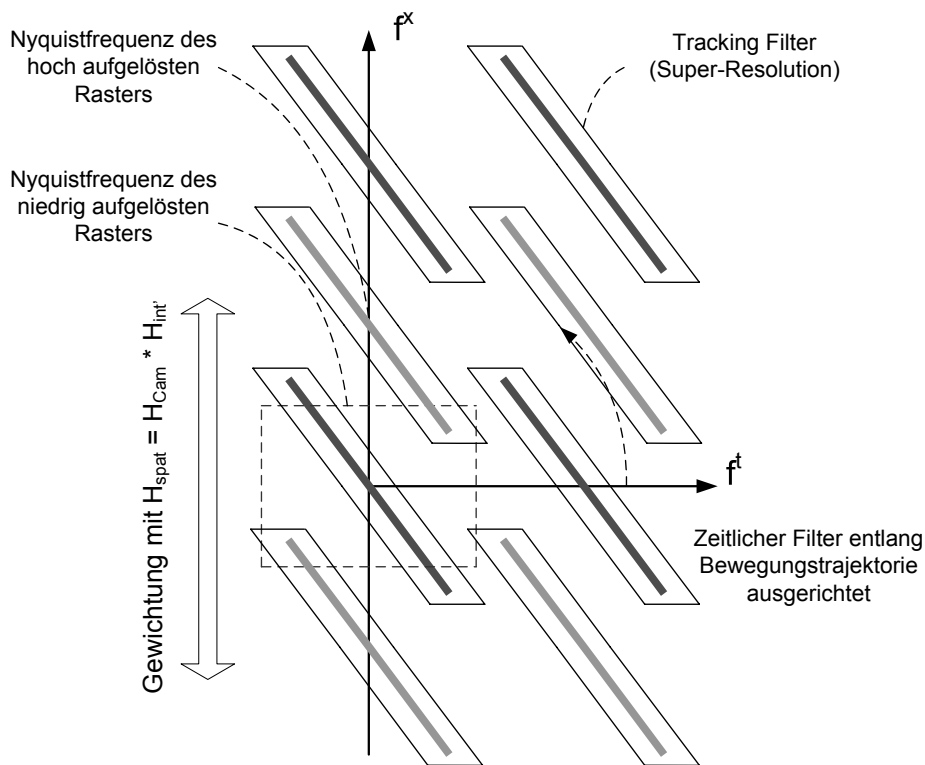 Nyquistfrequenz des
hoch aufgelösten
Rasters
f^x
Tracking Filter
(Super-Resolution)
Nyquistfrequenz des
niedrig aufgelösten
Rasters
Gewichtung mit H_spat = H_Cam * H_int'
f^t
Zeitlicher Filter entlang
Bewegungstrajektorie
ausgerichtet